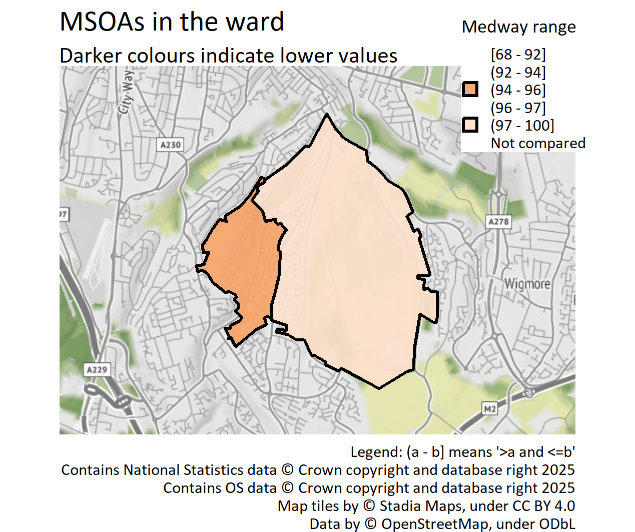 MSOAs in the ward
Darker colours indicate lower values
Medway range
[68 - 92]
(92 - 94]
(94 - 96]
(96 - 97]
(97 - 100]
Not compared
City Way
A230
A278
97
Wigmore
A229
M2
Legend: (a - b] means '>a and <=b'
Contains National Statistics data © Crown copyright and database right 2025
Contains OS data © Crown copyright and database right 2025
Map tiles by © Stadia Maps, under CC BY 4.0
Data by © OpenStreetMap, under ODbL